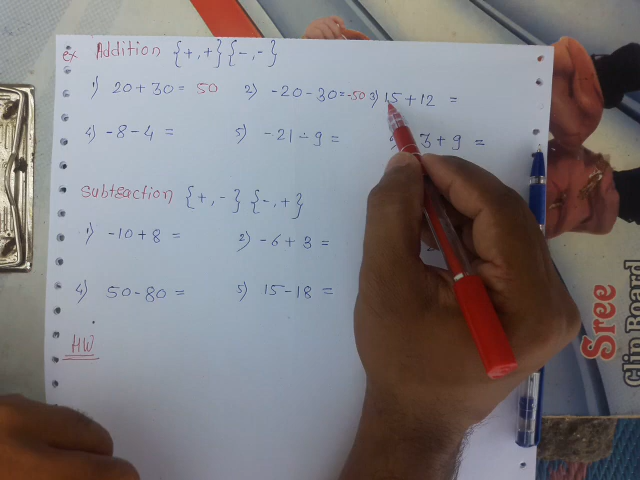 ex Addition {+,+} {-,-}
1) 20+30 = 50 2) -20-30=-50 3) 15+12 =
4) -8-4 = 5) -21÷9 = 3+9 =
Subtraction {+,-} {-,+}
1) -10+8 = 2) -6+3 =
4) 50-80 = 5) 15-18 =
HW
Sree
Clip Board